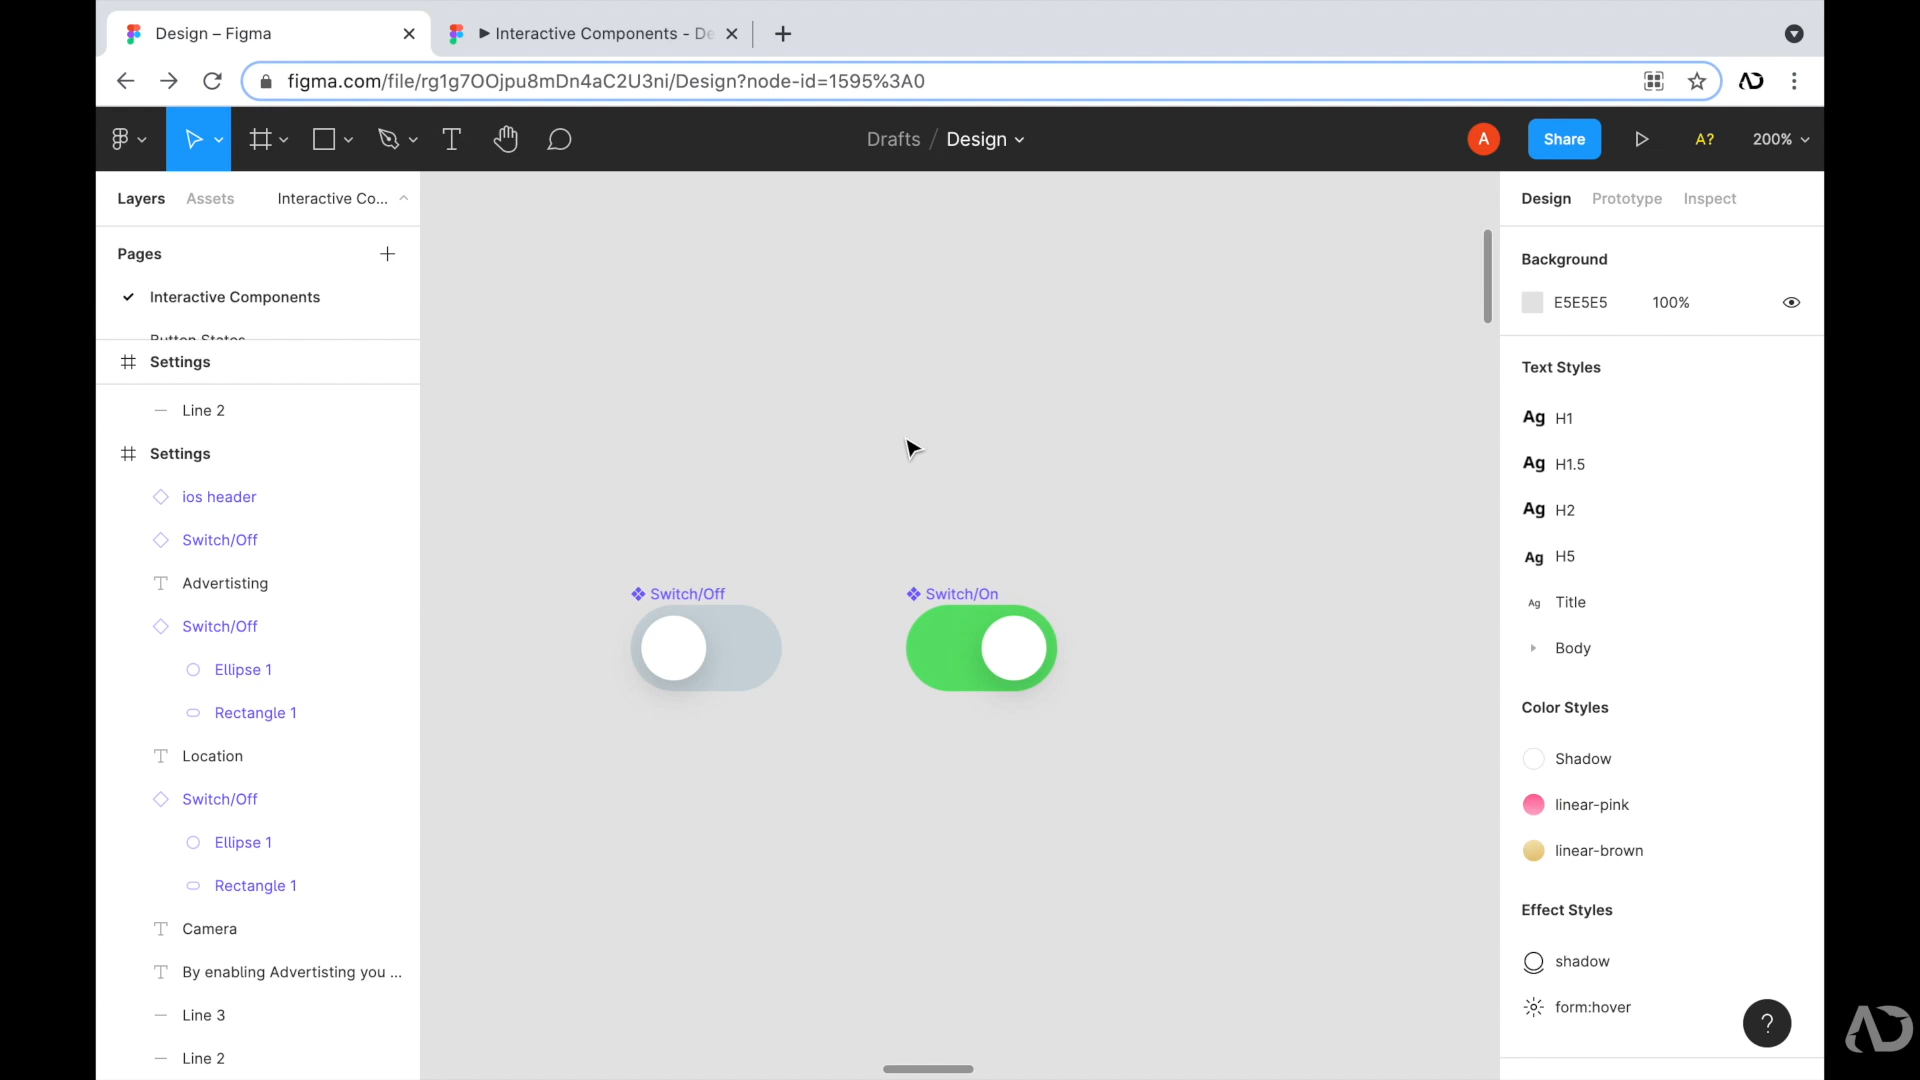 Design – Figma
Interactive Components - De
figma.com/file/rg1g7OOjpu8mDn4aC2U3ni/Design?node-id=1595%3A0
Drafts / Design
A
Share
A?
200%
Layers
Assets
Interactive Co...
Design
Prototype
Inspect
Pages
Interactive Components
Button States
Settings
Line 2
Settings
ios header
Switch/Off
Advertisting
Switch/Off
Ellipse 1
Rectangle 1
Location
Switch/Off
Ellipse 1
Rectangle 1
Camera
By enabling Advertisting you ...
Line 3
Line 2
Switch/Off
Switch/On
Background
E5E5E5
100%
Text Styles
Ag H1
Ag H1.5
Ag H2
Ag H5
Ag Title
Body
Color Styles
Shadow
linear-pink
linear-brown
Effect Styles
shadow
form:hover
?